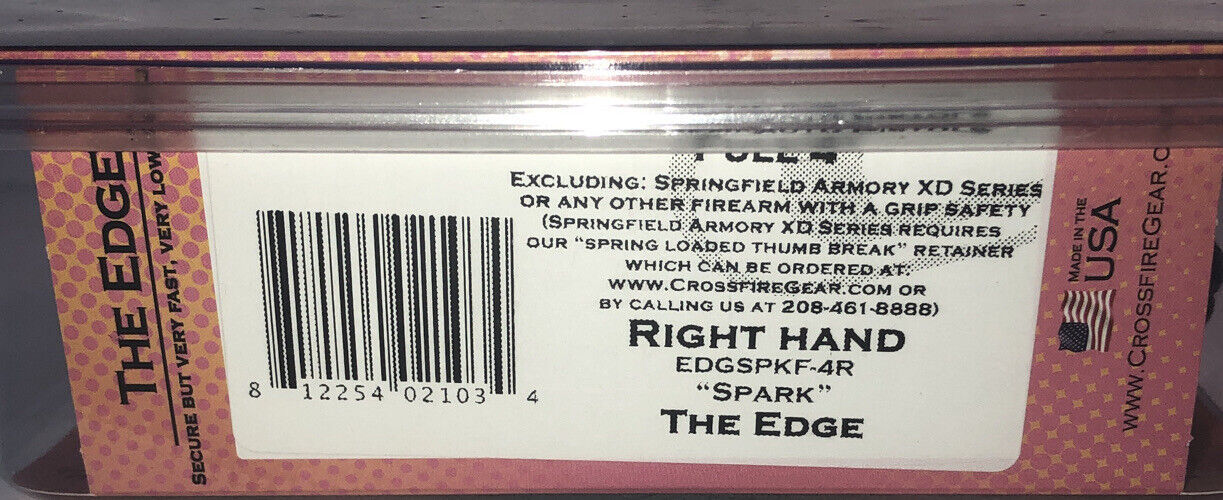 EXCLUDING: SPRINGFIELD ARMORY XD SERIES
OR ANY OTHER FIREARM WITH A GRIP SAFETY
(SPRINGFIELD ARMORY XD SERIES REQUIRES
OUR "SPRING LOADED THUMB BREAK" RETAINER
WHICH CAN BE ORDERED AT:
WWW.CROSSFIREGEAR.COM OR
BY CALLING US AT 208-461-8888)
RIGHT HAND
EDGSPKF-4R
"SPARK"
THE EDGE
8 12254 02103 4
THE EDGE
SECURE BUT VERY FAST, VERY LOW
MADE IN THE
USA
WWW.CROSSFIREGEAR.C